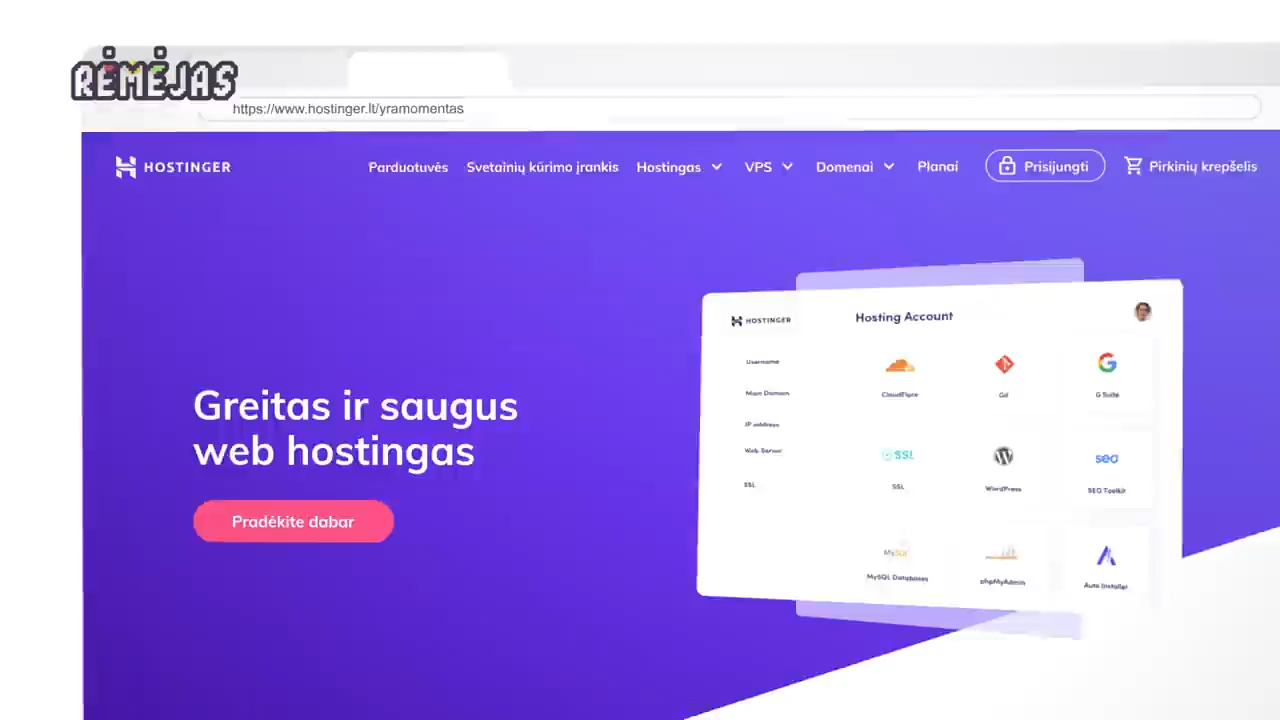 RĖMĖJAS
https://www.hostinger.lt/yramomentas
HOSTINGER
Parduotuvės Svetainių kūrimo įrankis Hostingas VPS Domenai Planai Prisijungti Pirkinių krepšelis
HOSTINGER
Hosting Account
Username
Main Domain
IP address
Web Server
SSL
Cloudflare
Git
G Suite
SSL
SSL
WordPress
seo
SEO Toolkit
MySQL
MySQL Databases
phpMyAdmin
Auto Installer
Greitas ir saugus
web hostingas
Pradėkite dabar